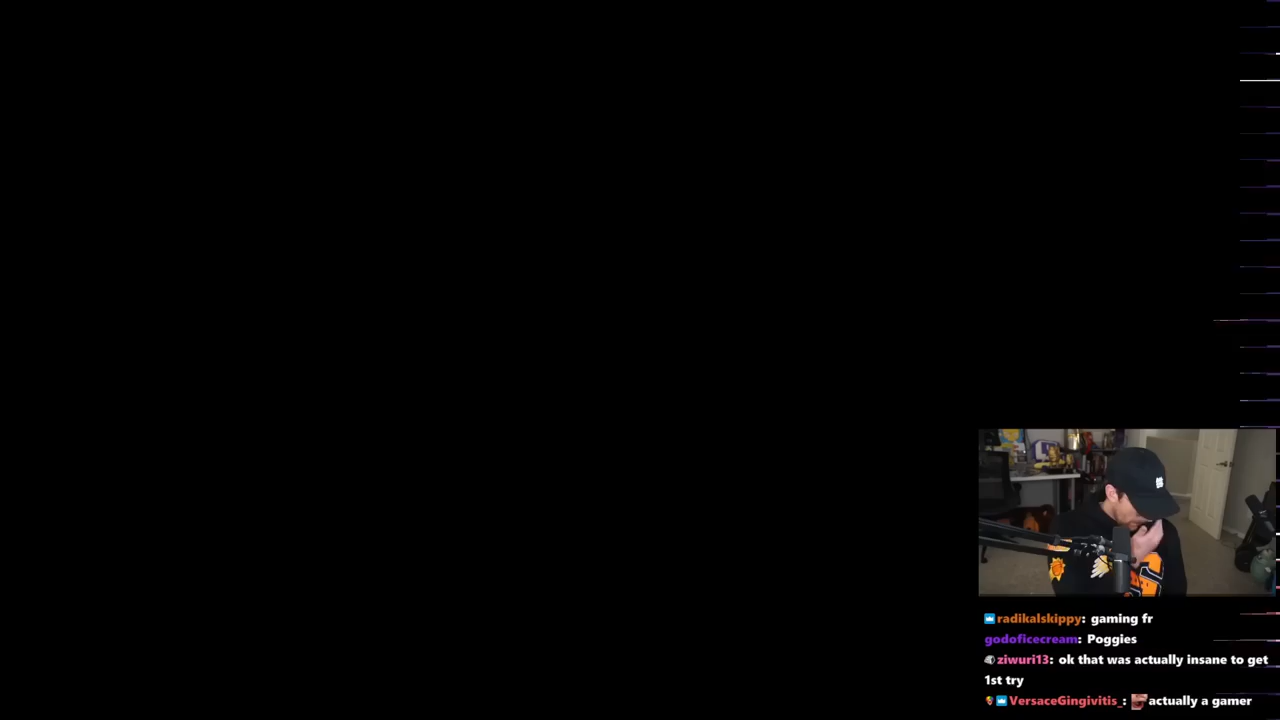 radikalskippy: gaming fr
godoficecream: Poggies
ziwuri13: ok that was actually insane to get
1st try
VersaceGingivitis_: actually a gamer